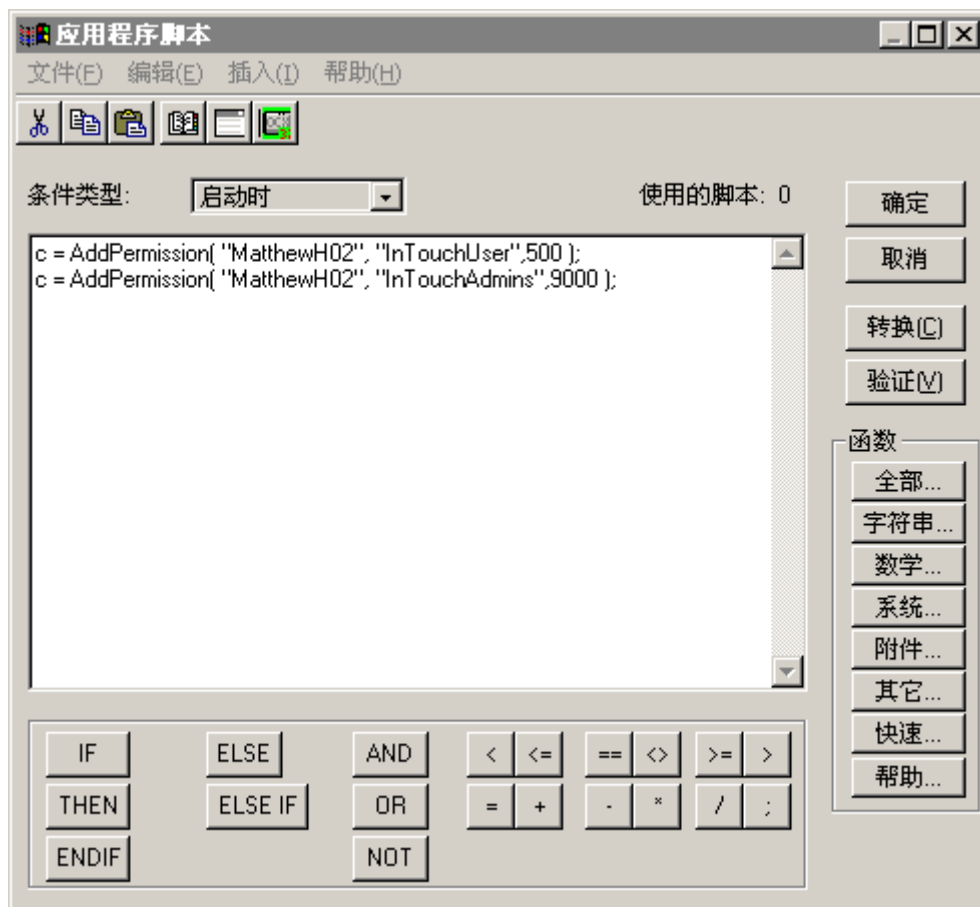 应用程序脚本
文件(F) 编辑(E) 插入(I) 帮助(H)
条件类型: 启动时 使用的脚本: 0
c = AddPermission( "MatthewH02", "InTouchUser",500 );
c = AddPermission( "MatthewH02", "InTouchAdmins",9000 );
确定
取消
转换(C)
验证(V)
函数
全部...
字符串...
数学...
系统...
附件...
其它...
快速...
帮助...
IF ELSE AND < <= == <> >= >
THEN ELSE IF OR = + - * / ;
ENDIF NOT